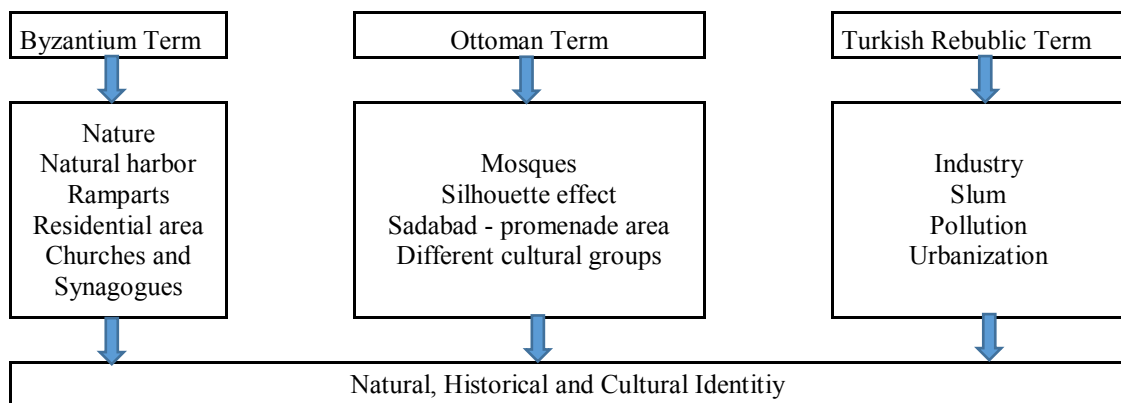 Byzantium Term
Ottoman Term
Turkish Rebublic Term
Nature
Natural harbor
Ramparts
Residential area
Churches and
Synagogues
Mosques
Silhouette effect
Sadabad - promenade area
Different cultural groups
Industry
Slum
Pollution
Urbanization
Natural, Historical and Cultural Identitiy